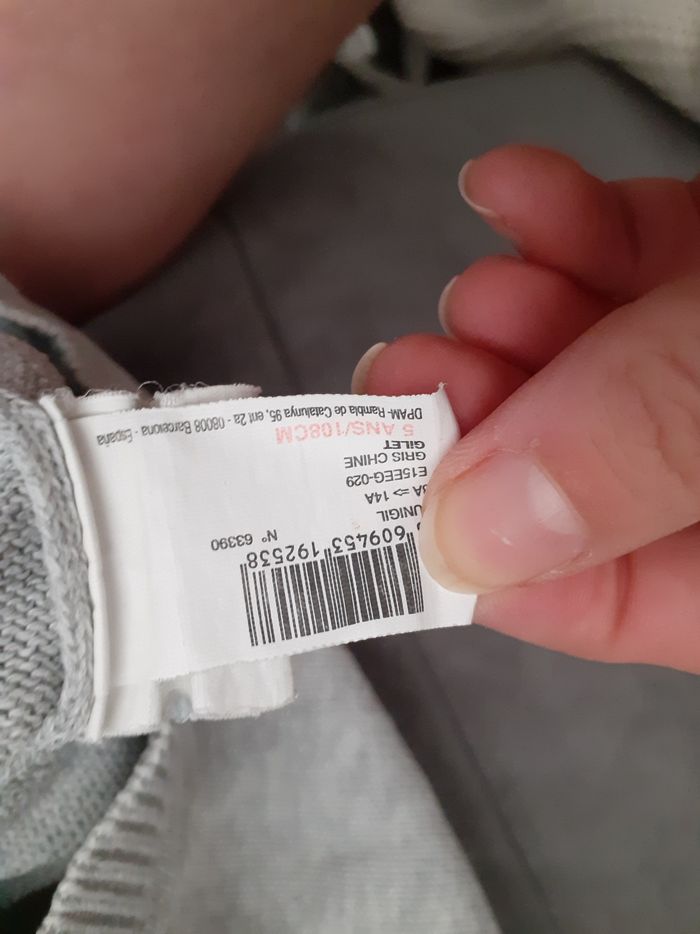 609453 192538
UNIGIL N° 63390
A => 14A
E15EEG-029
GRIS CHINE
GILET
5 ANS/108CM
DPAM- Rambla de Catalunya 95, ent 2a - 08008 Barcelona - España